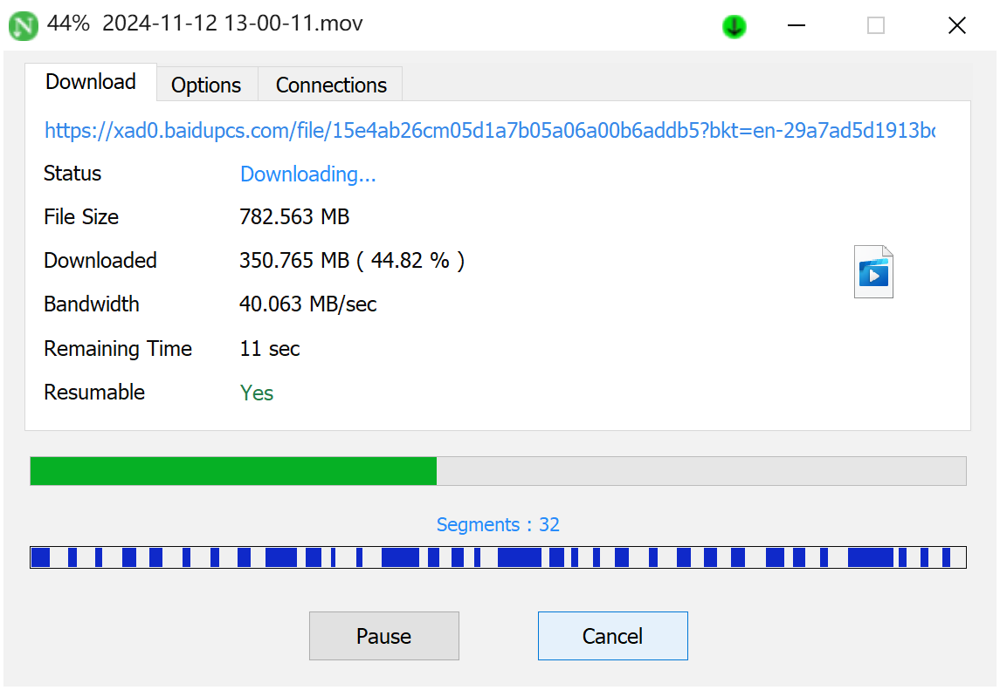 44% 2024-11-12 13-00-11.mov
Download Options Connections
https://xad0.baidupcs.com/file/15e4ab26cm05d1a7b05a06a00b6addb5?bkt=en-29a7ad5d1913bc
Status Downloading...
File Size 782.563 MB
Downloaded 350.765 MB ( 44.82 % )
Bandwidth 40.063 MB/sec
Remaining Time 11 sec
Resumable Yes
Segments : 32
Pause Cancel